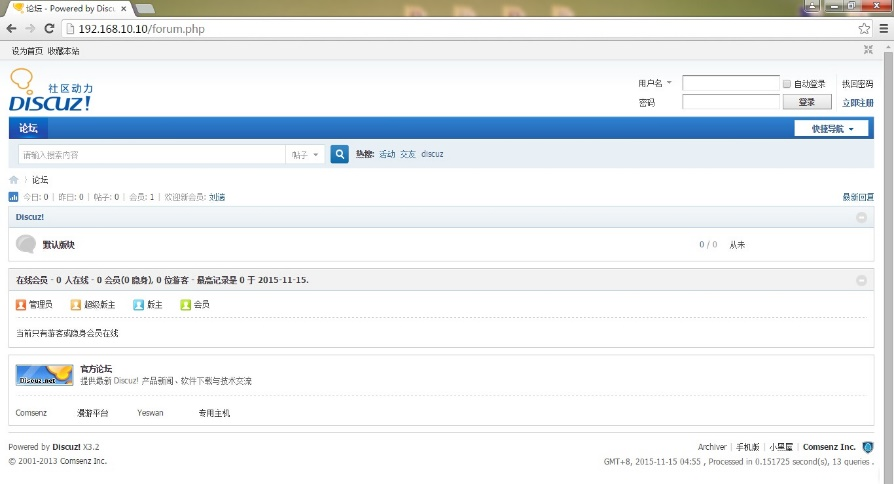 论坛 - Powered by Discu
192.168.10.10/forum.php
设为首页 收藏本站
社区动力
DISCUZ!
用户名 自动登录 找回密码
密码 登录 立即注册
论坛 快捷导航
请输入搜索内容 帖子 热搜: 活动 交友 discuz
论坛
今日: 0 | 昨日: 0 | 帖子: 0 | 会员: 1 | 欢迎新会员: 最新回复
Discuz!
默认版块 0 / 0 从未
在线会员 - 0 人在线 - 0 会员(0 隐身), 0 位游客 - 最高记录是 0 于 2015-11-15.
管理员 超级版主 版主 会员
当前只有游客或隐身会员在线
Discuz.net 官方论坛
提供最新 Discuz! 产品新闻、软件下载与技术交流
Comsenz 漫游平台 Yeswan 专用主机
Powered by Discuz! X3.2 Archiver | 手机版 | 小黑屋 | Comsenz Inc.
© 2001-2013 Comsenz Inc. GMT+8, 2015-11-15 04:55 , Processed in 0.151725 second(s), 13 queries .